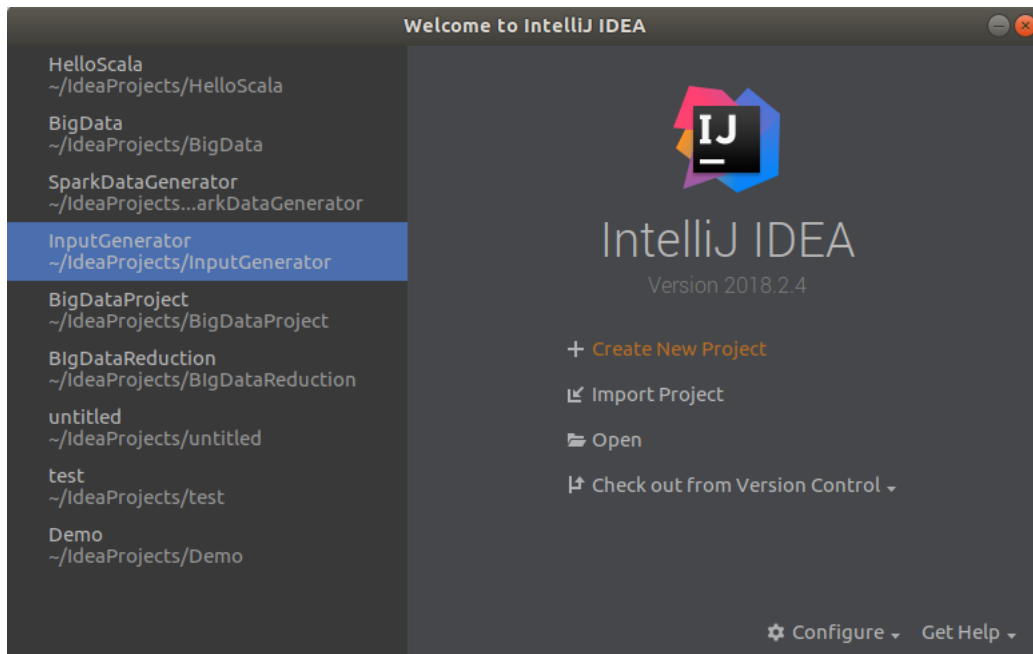 Welcome to IntelliJ IDEA
HelloScala
~/IdeaProjects/HelloScala
BigData
~/IdeaProjects/BigData
SparkDataGenerator
~/IdeaProjects...arkDataGenerator
InputGenerator
~/IdeaProjects/InputGenerator
BigDataProject
~/IdeaProjects/BigDataProject
BIgDataReduction
~/IdeaProjects/BIgDataReduction
untitled
~/IdeaProjects/untitled
test
~/IdeaProjects/test
Demo
~/IdeaProjects/Demo
IJ
IntelliJ IDEA
Version 2018.2.4
Create New Project
Import Project
Open
Check out from Version Control
Configure
Get Help